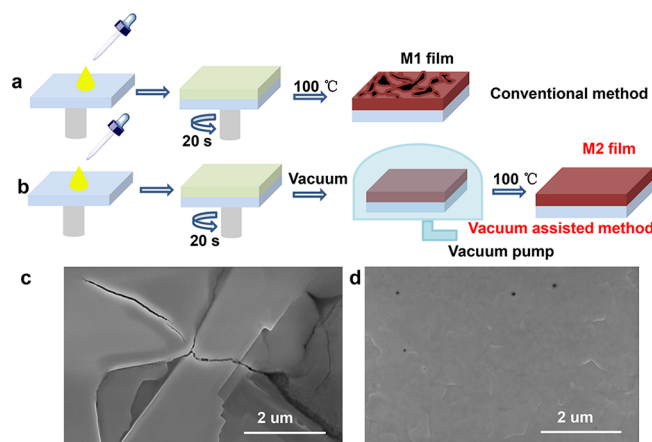 a
20 s
100 ℃
M1 film
Conventional method
b
20 s
Vacuum
100 ℃
M2 film
Vacuum assisted method
Vacuum pump
c
2 um
d
2 um